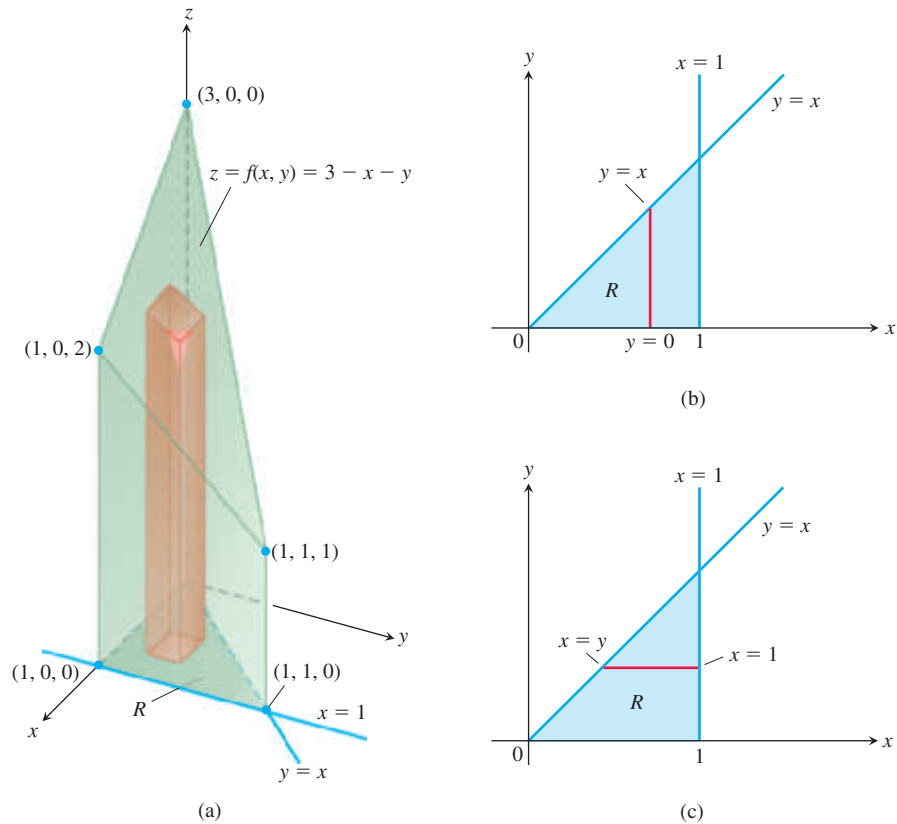 z
(3, 0, 0)
z = f(x, y) = 3 − x − y
(1, 0, 2)
(1, 1, 1)
y
(1, 0, 0)
(1, 1, 0)
x
R
x = 1
y = x
(a)
y
x = 1
y = x
y = x
R
0
y = 0
1
x
(b)
y
x = 1
y = x
x = y
x = 1
R
0
1
x
(c)